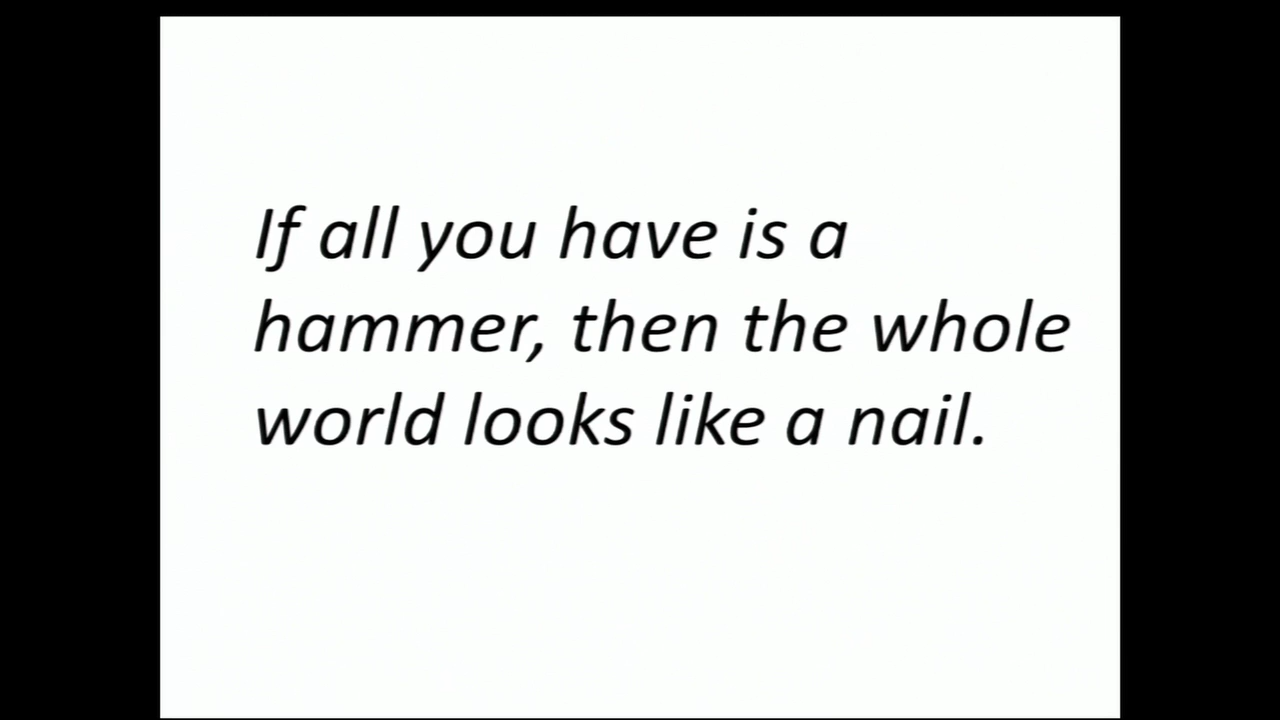 If all you have is a
hammer, then the whole
world looks like a nail.